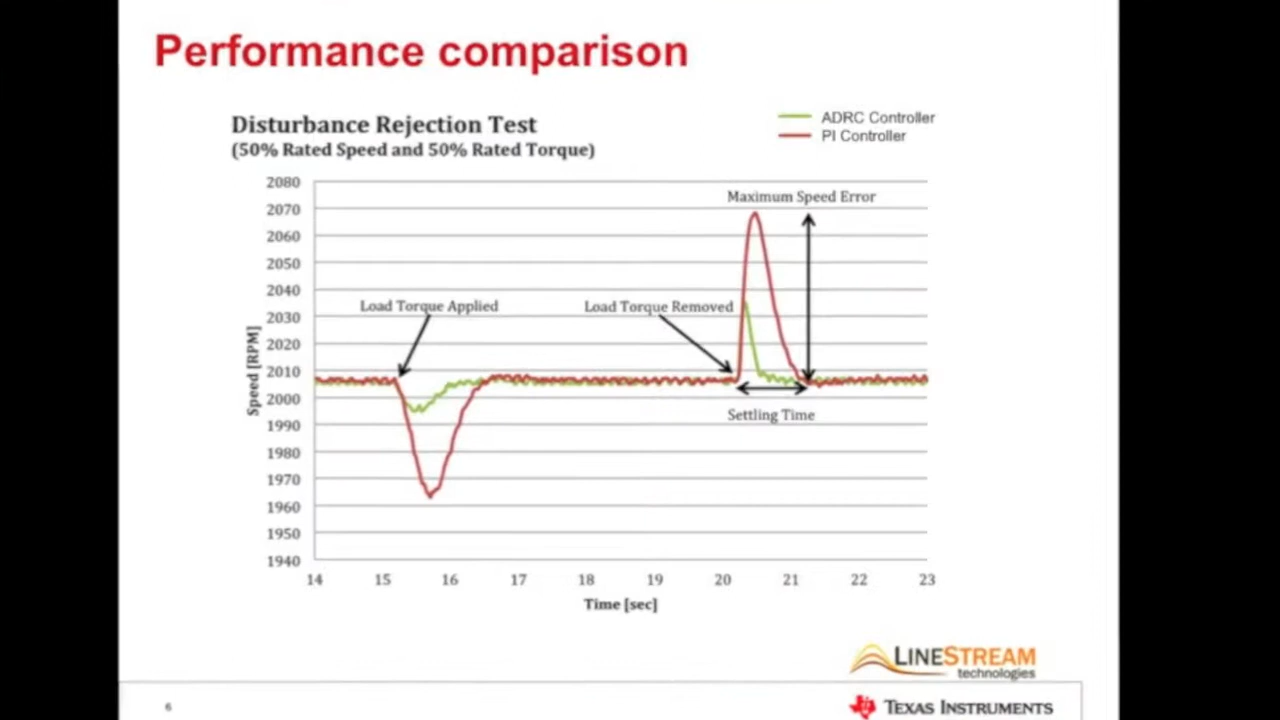 Performance comparison
Disturbance Rejection Test
(50% Rated Speed and 50% Rated Torque)
ADRC Controller
PI Controller
2080
2070
2060
2050
2040
2030
2020
2010
2000
1990
1980
1970
1960
1950
1940
Speed [RPM]
Maximum Speed Error
Load Torque Applied
Load Torque Removed
Settling Time
14 15 16 17 18 19 20 21 22 23
Time [sec]
LINESTREAM
technologies
6
TEXAS INSTRUMENTS